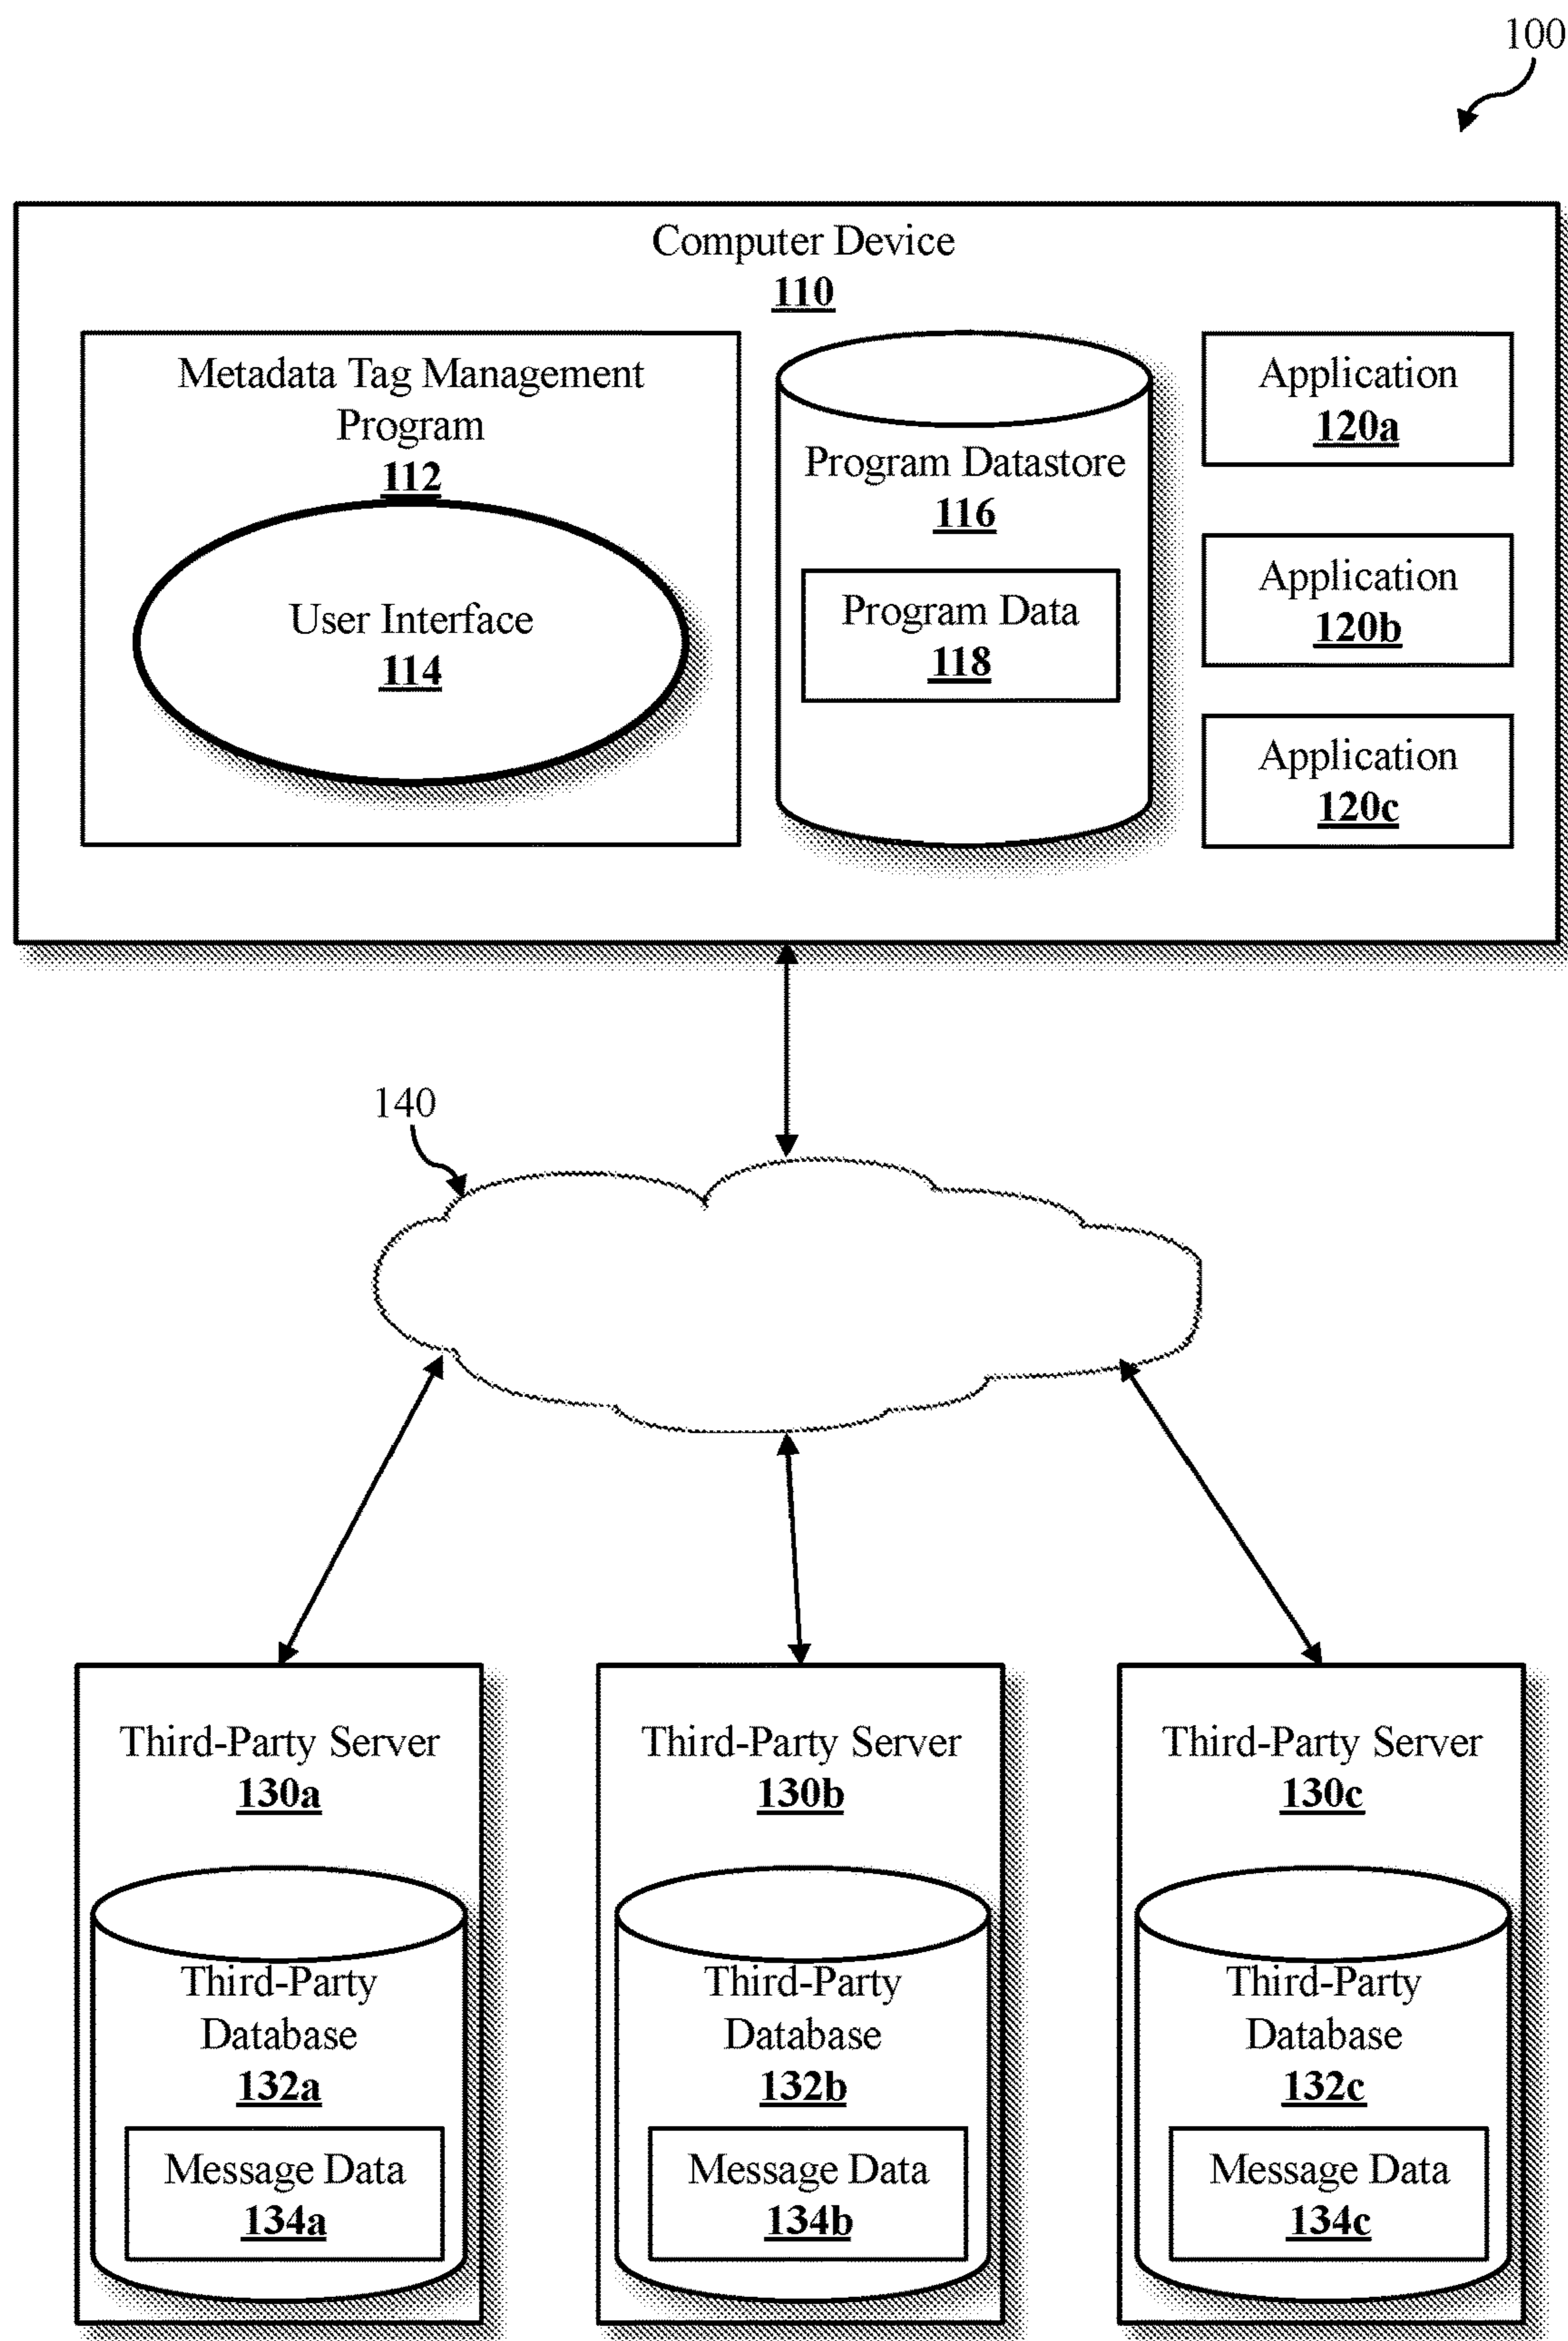 100
Computer Device
110
Metadata Tag Management
Program
112
User Interface
114
Program Datastore
116
Program Data
118
Application
120a
Application
120b
Application
120c
140
Third-Party Server
130a
Third-Party Database
132a
Message Data
134a
Third-Party Server
130b
Third-Party Database
132b
Message Data
134b
Third-Party Server
130c
Third-Party Database
132c
Message Data
134c